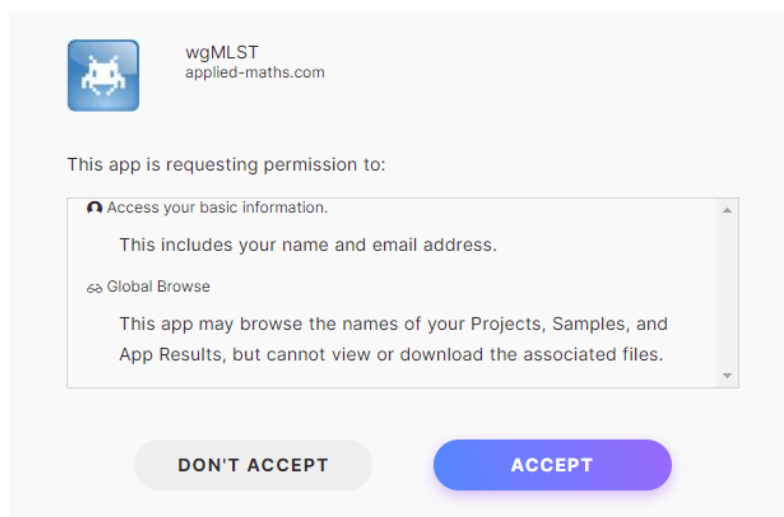 wgMLST
applied-maths.com
This app is requesting permission to:
Access your basic information.
This includes your name and email address.
Global Browse
This app may browse the names of your Projects, Samples, and
App Results, but cannot view or download the associated files.
DON'T ACCEPT
ACCEPT